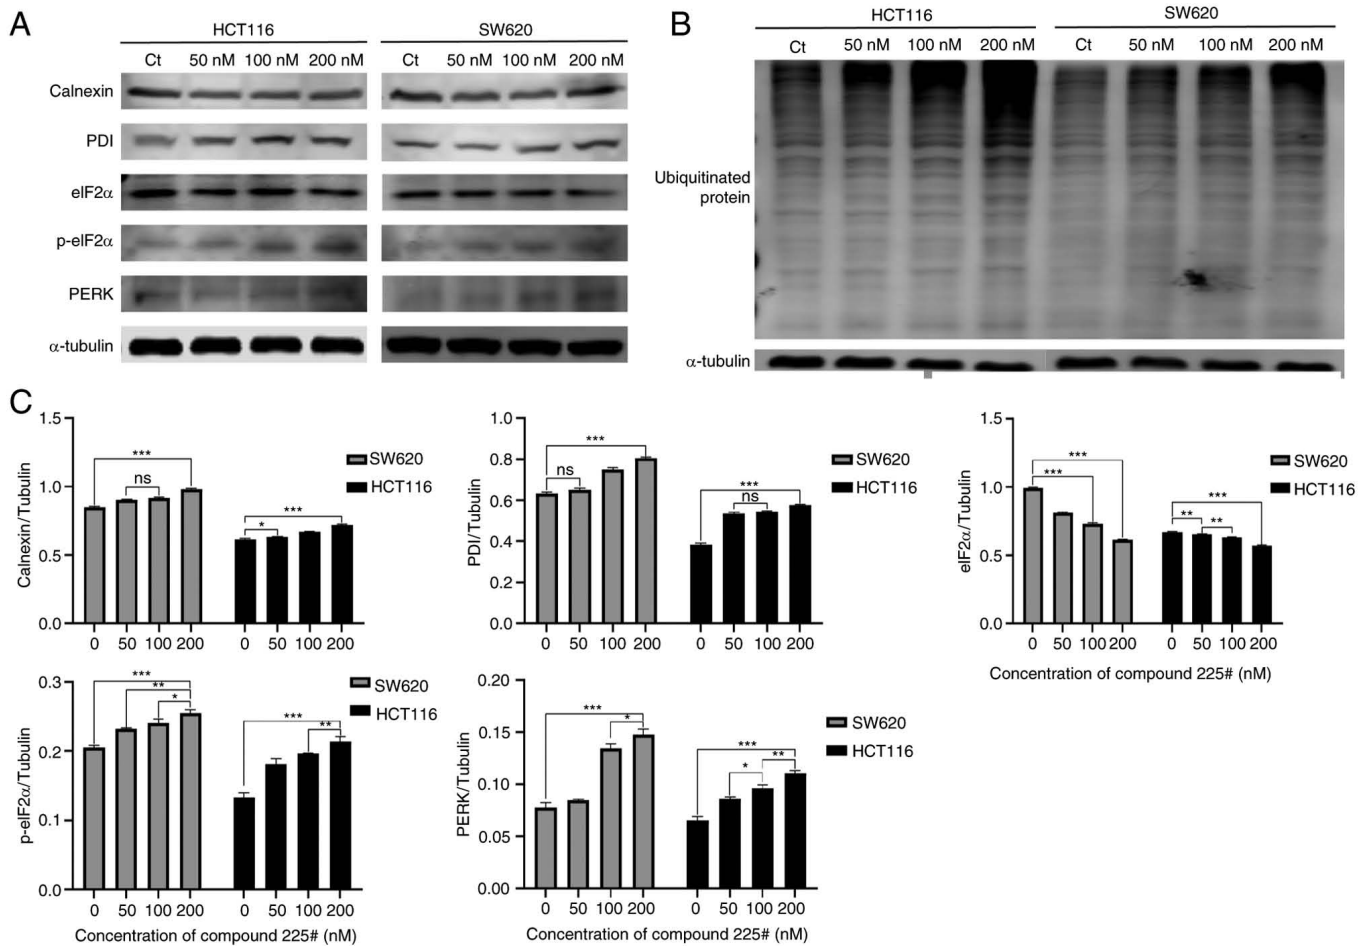 A
HCT116 SW620
Ct 50 nM 100 nM 200 nM Ct 50 nM 100 nM 200 nM
Calnexin
PDI
eIF2α
p-eIF2α
PERK
α-tubulin
B
HCT116 SW620
Ct 50 nM 100 nM 200 nM Ct 50 nM 100 nM 200 nM
Ubiquitinated
protein
α-tubulin
C
Calnexin/Tubulin
1.5
1.0
0.5
0.0
***
ns
*
***
SW620
HCT116
0 50 100 200 0 50 100 200
PDI/Tubulin
1.0
0.8
0.6
0.4
0.2
0.0
***
ns
***
ns
SW620
HCT116
0 50 100 200 0 50 100 200
eIF2α/Tubulin
1.5
1.0
0.5
0.0
***
***
***
**
**
SW620
HCT116
0 50 100 200 0 50 100 200
Concentration of compound 225# (nM)
p-eIF2α/Tubulin
0.3
0.2
0.1
0.0
***
**
*
***
**
SW620
HCT116
0 50 100 200 0 50 100 200
Concentration of compound 225# (nM)
PERK/Tubulin
0.20
0.15
0.10
0.05
0.00
***
*
***
**
*
SW620
HCT116
0 50 100 200 0 50 100 200
Concentration of compound 225# (nM)